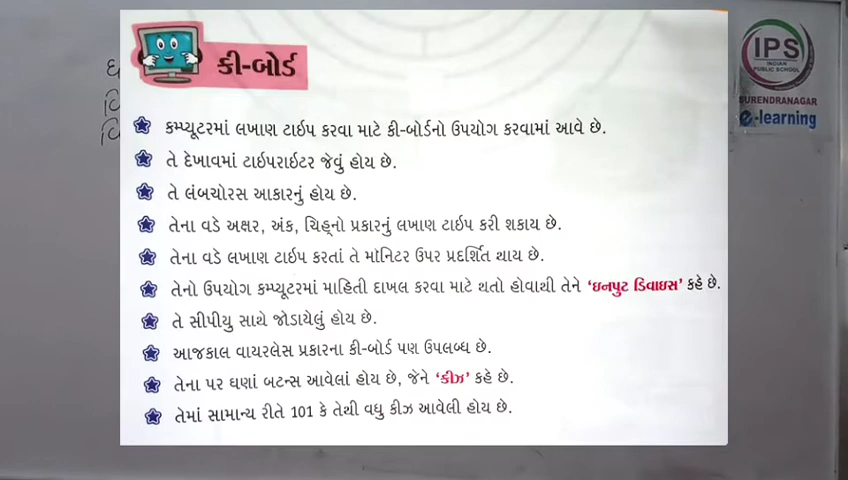 કી-બોર્ડ
કમ્પ્યૂટરમાં લખાણ ટાઇપ કરવા માટે કી-બોર્ડનો ઉપયોગ કરવામાં આવે છે.
તે દેખાવમાં ટાઇપરાઇટર જેવું હોય છે.
તે લંબચોરસ આકારનું હોય છે.
તેના વડે અક્ષર, અંક, ચિહ્નો પ્રકારનું લખાણ ટાઇપ કરી શકાય છે.
તેના વડે લખાણ ટાઇપ કરતાં તે મૉનિટર ઉપર પ્રદર્શિત થાય છે.
તેનો ઉપયોગ કમ્પ્યૂટરમાં માહિતી દાખલ કરવા માટે થતો હોવાથી તેને ‘ઇનપુટ ડિવાઇસ’ કહે છે.
તે સીપીયુ સાથે જોડાયેલું હોય છે.
આજકાલ વાયરલેસ પ્રકારના કી-બોર્ડ પણ ઉપલબ્ધ છે.
તેના પર ઘણાં બટન્સ આવેલાં હોય છે, જેને ‘કીઝ’ કહે છે.
તેમાં સામાન્ય રીતે 101 કે તેથી વધુ કીઝ આવેલી હોય છે.
IPS
INDIAN
PUBLIC SCHOOL
SURENDRANAGAR
e-learning